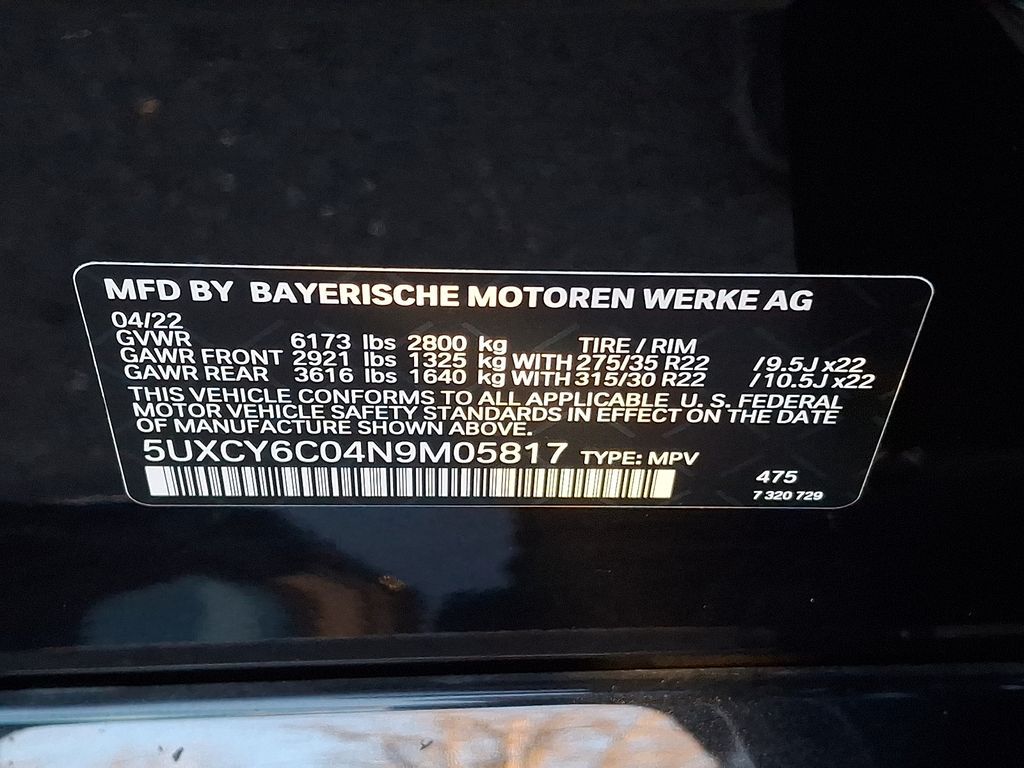 MFD BY BAYERISCHE MOTOREN WERKE AG
04/22
GVWR 6173 lbs 2800 kg TIRE / RIM
GAWR FRONT 2921 lbs 1325 kg WITH 275/35 R22 /9.5J x22
GAWR REAR 3616 lbs 1640 kg WITH 315/30 R22 /10.5J x22
THIS VEHICLE CONFORMS TO ALL APPLICABLE U. S. FEDERAL
MOTOR VEHICLE SAFETY STANDARDS IN EFFECT ON THE DATE
OF MANUFACTURE SHOWN ABOVE.
5UXCY6C04N9M05817 TYPE: MPV
475
7 320 729